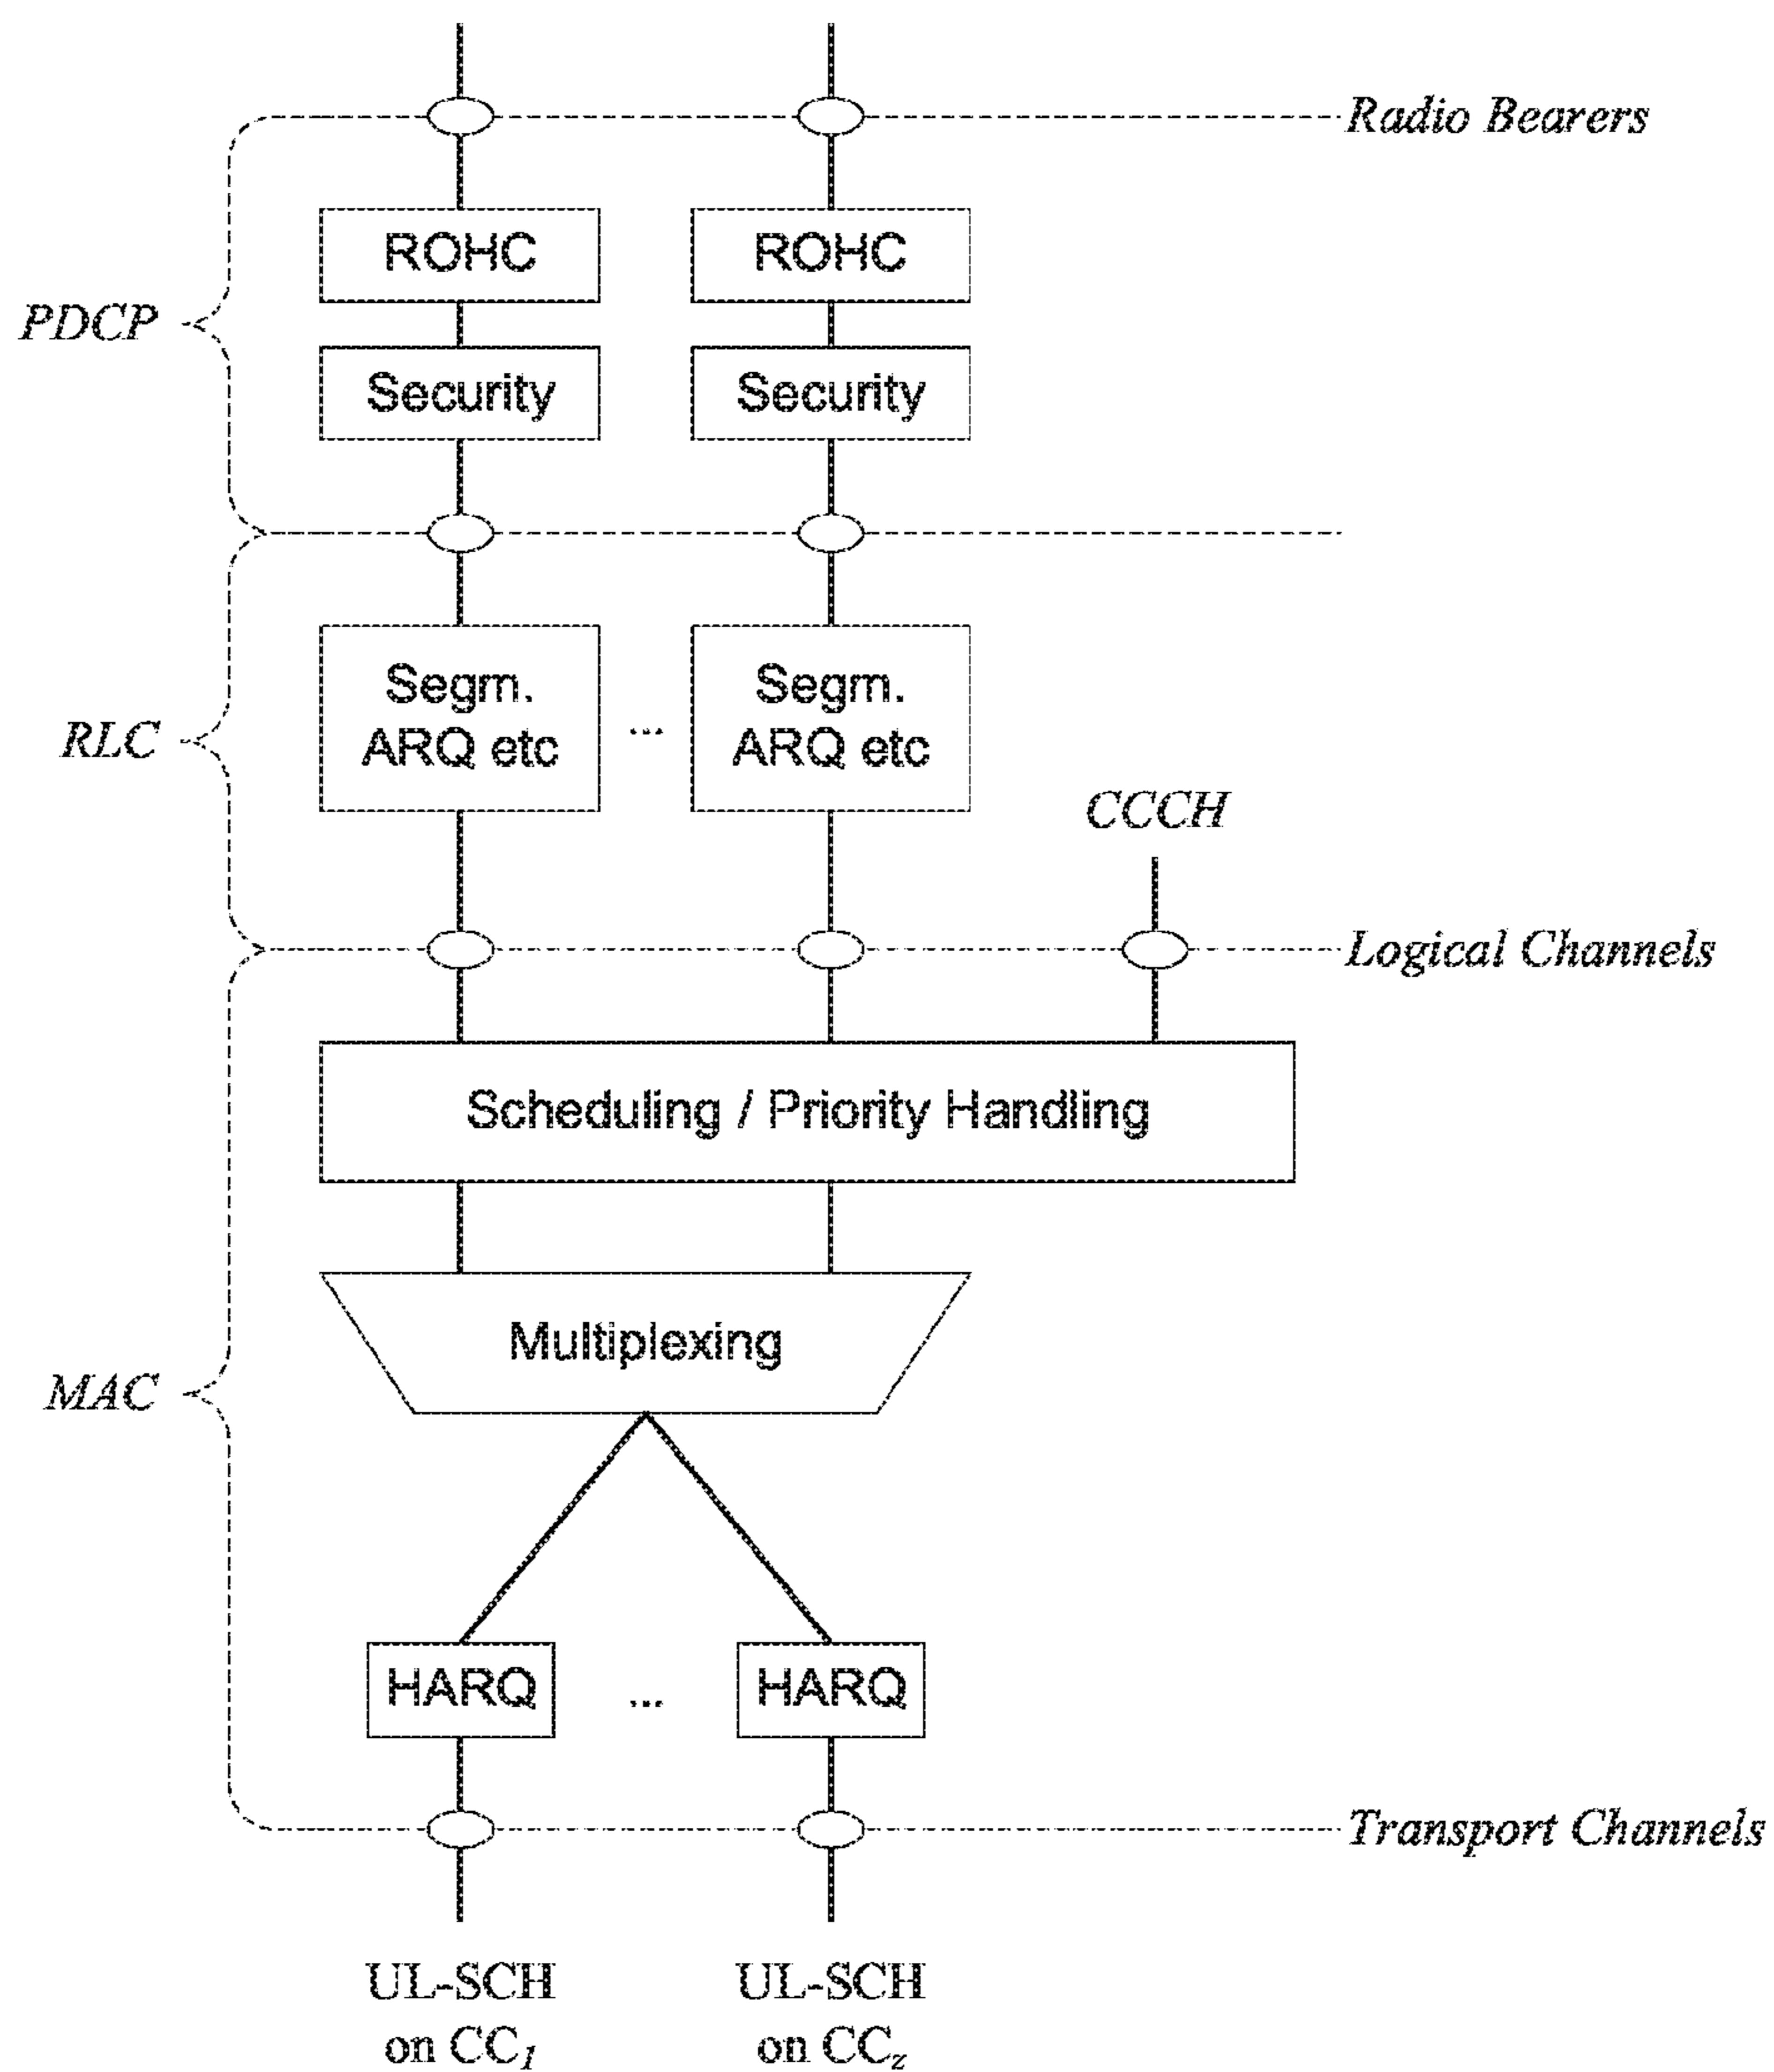 Radio Bearers
ROHC ROHC
PDCP
Security Security
Segm. Segm.
RLC
ARQ etc ... ARQ etc
CCCH
Logical Channels
Scheduling / Priority Handling
Multiplexing
MAC
HARQ ... HARQ
Transport Channels
UL-SCH UL-SCH
on CC1 on CCz